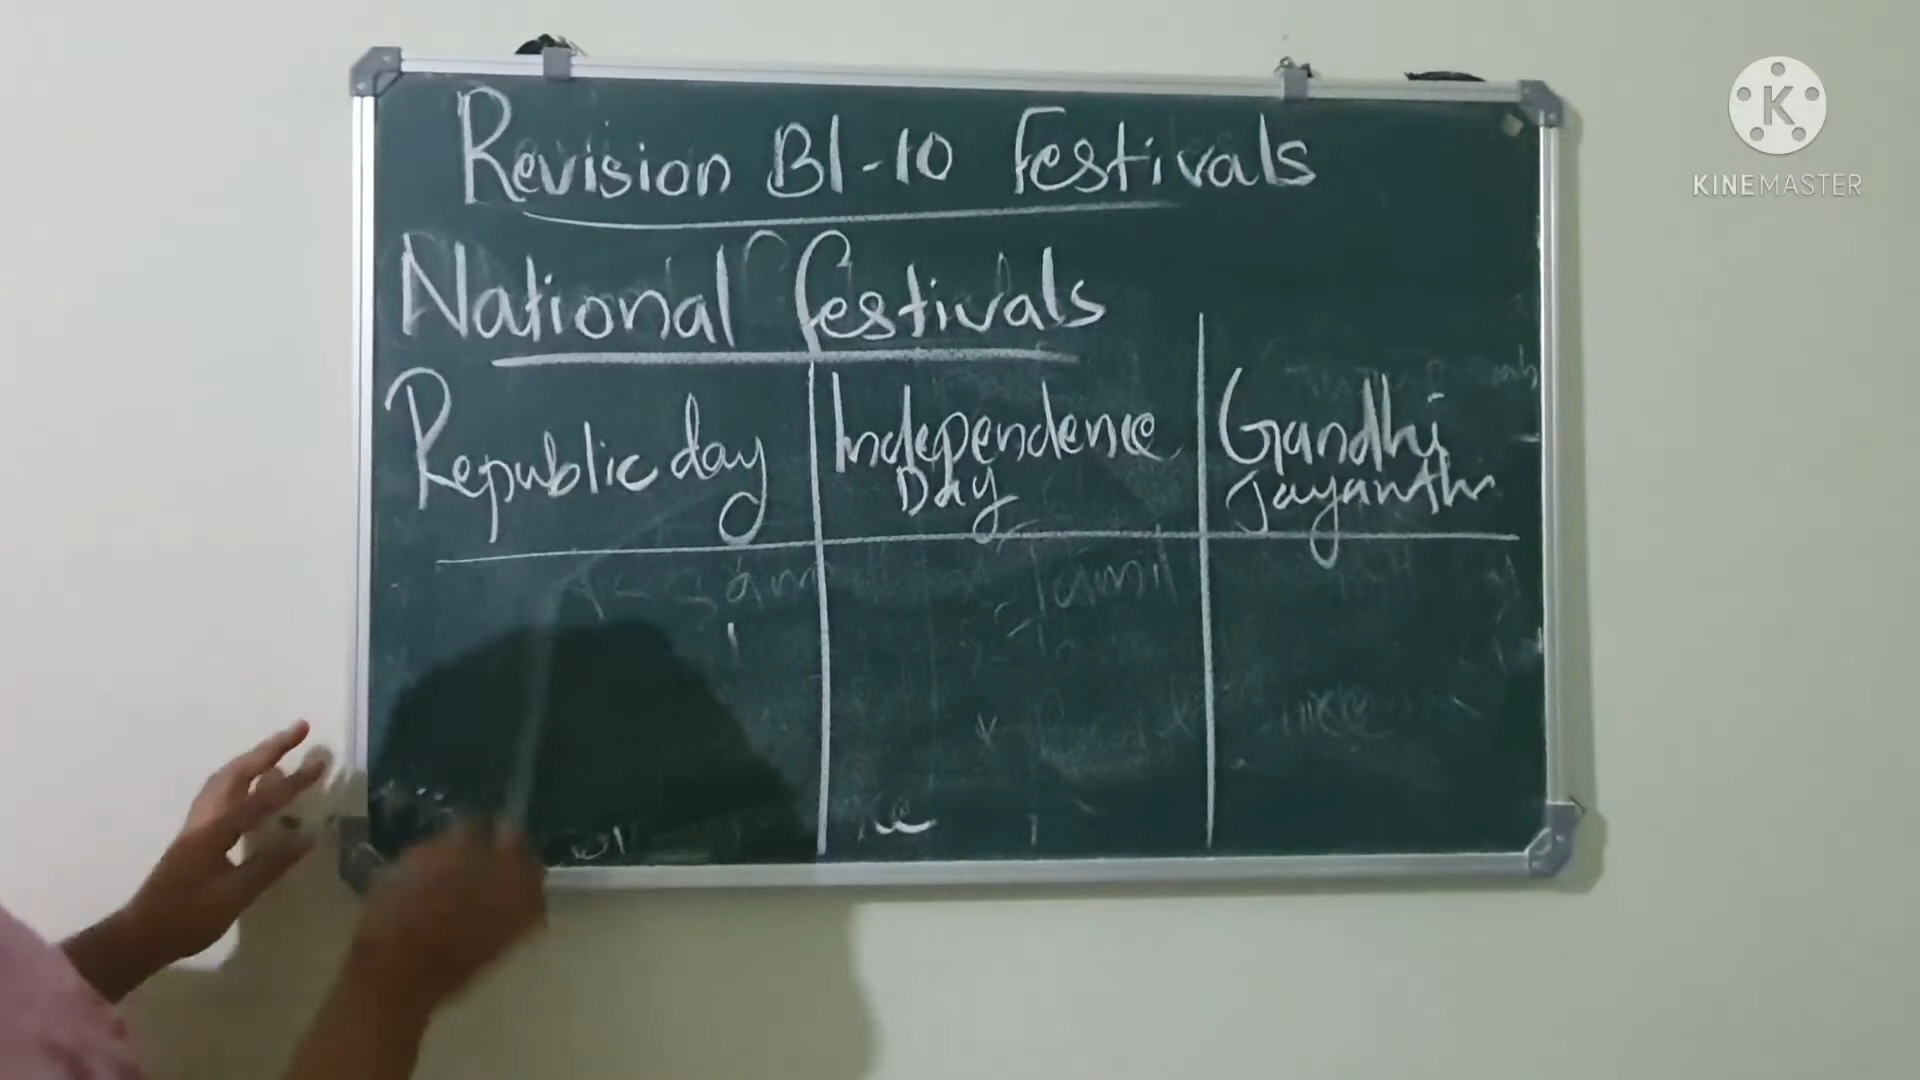 Revision Bl-10 Festivals
National festivals
Republic day
Independence
Day
Gandhi
Jayanthi
KINEMASTER